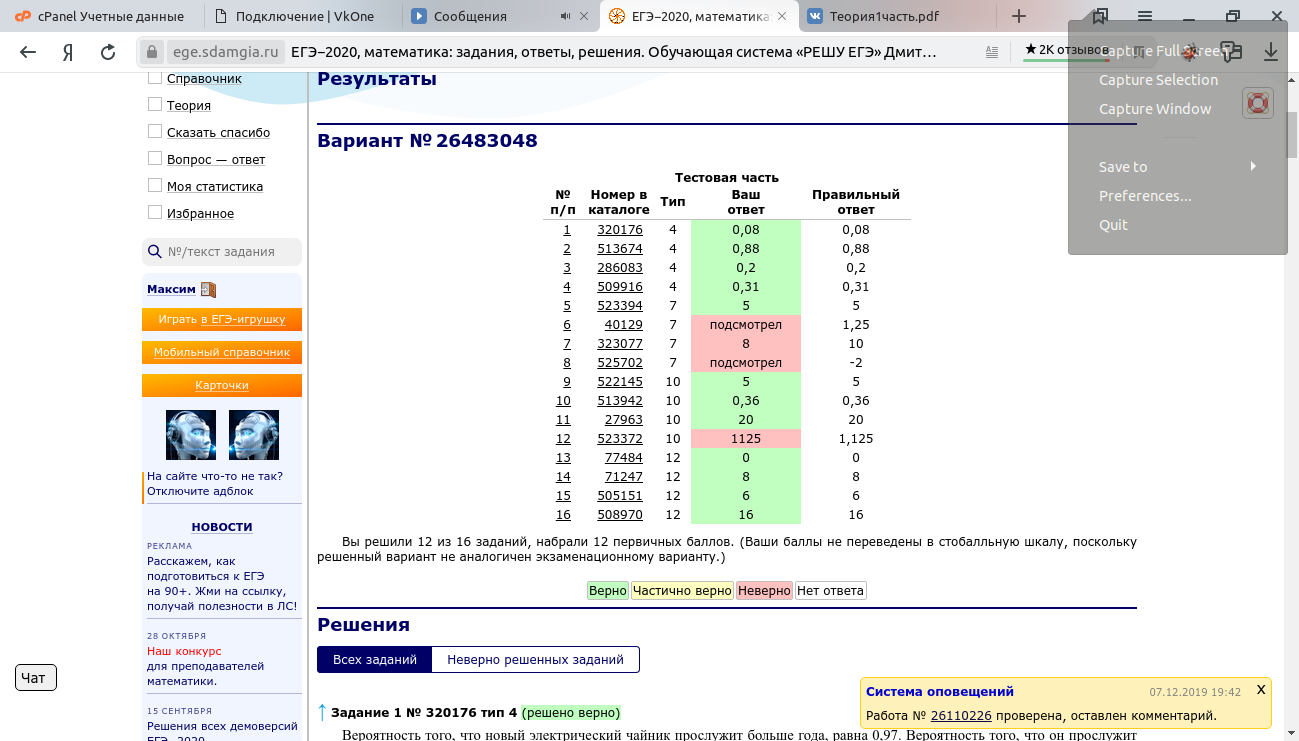 cPanel Учетные данные
Подключение | VkOne
Сообщения
ЕГЭ–2020, математика:
Теория1часть.pdf
ege.sdamgia.ru
ЕГЭ–2020, математика: задания, ответы, решения. Обучающая система «РЕШУ ЕГЭ» Дмит…
★ 2K отзывов
Capture Full Screen
Capture Selection
Capture Window
Save to
Preferences...
Quit
Справочник
Теория
Сказать спасибо
Вопрос — ответ
Моя статистика
Избранное
№/текст задания
Максим
Играть в ЕГЭ-игрушку
Мобильный справочник
Карточки
На сайте что-то не так?
Отключите адблок
НОВОСТИ
РЕКЛАМА
Расскажем, как
подготовиться к ЕГЭ
на 90+. Жми на ссылку,
получай полезности в ЛС!
28 ОКТЯБРЯ
Наш конкурс
для преподавателей
математики.
15 СЕНТЯБРЯ
Решения всех демоверсий
ЕГЭ–2020
Чат
Результаты
Вариант № 26483048
Тестовая часть
№ п/п Номер в каталоге Тип Ваш ответ Правильный ответ
1 320176 4 0,08 0,08
2 513674 4 0,88 0,88
3 286083 4 0,2 0,2
4 509916 4 0,31 0,31
5 523394 7 5 5
6 40129 7 подсмотрел 1,25
7 323077 7 8 10
8 525702 7 подсмотрел -2
9 522145 10 5 5
10 513942 10 0,36 0,36
11 27963 10 20 20
12 523372 10 1125 1,125
13 77484 12 0 0
14 71247 12 8 8
15 505151 12 6 6
16 508970 12 16 16
Вы решили 12 из 16 заданий, набрали 12 первичных баллов. (Ваши баллы не переведены в стобалльную шкалу, поскольку
решенный вариант не аналогичен экзаменационному варианту.)
Верно Частично верно Неверно Нет ответа
Решения
Всех заданий Неверно решенных заданий
Задание 1 № 320176 тип 4 (решено верно)
Вероятность того, что новый электрический чайник прослужит больше года, равна 0,97. Вероятность того, что он прослужит
Система оповещений 07.12.2019 19:42 X
Работа № 26110226 проверена, оставлен комментарий.